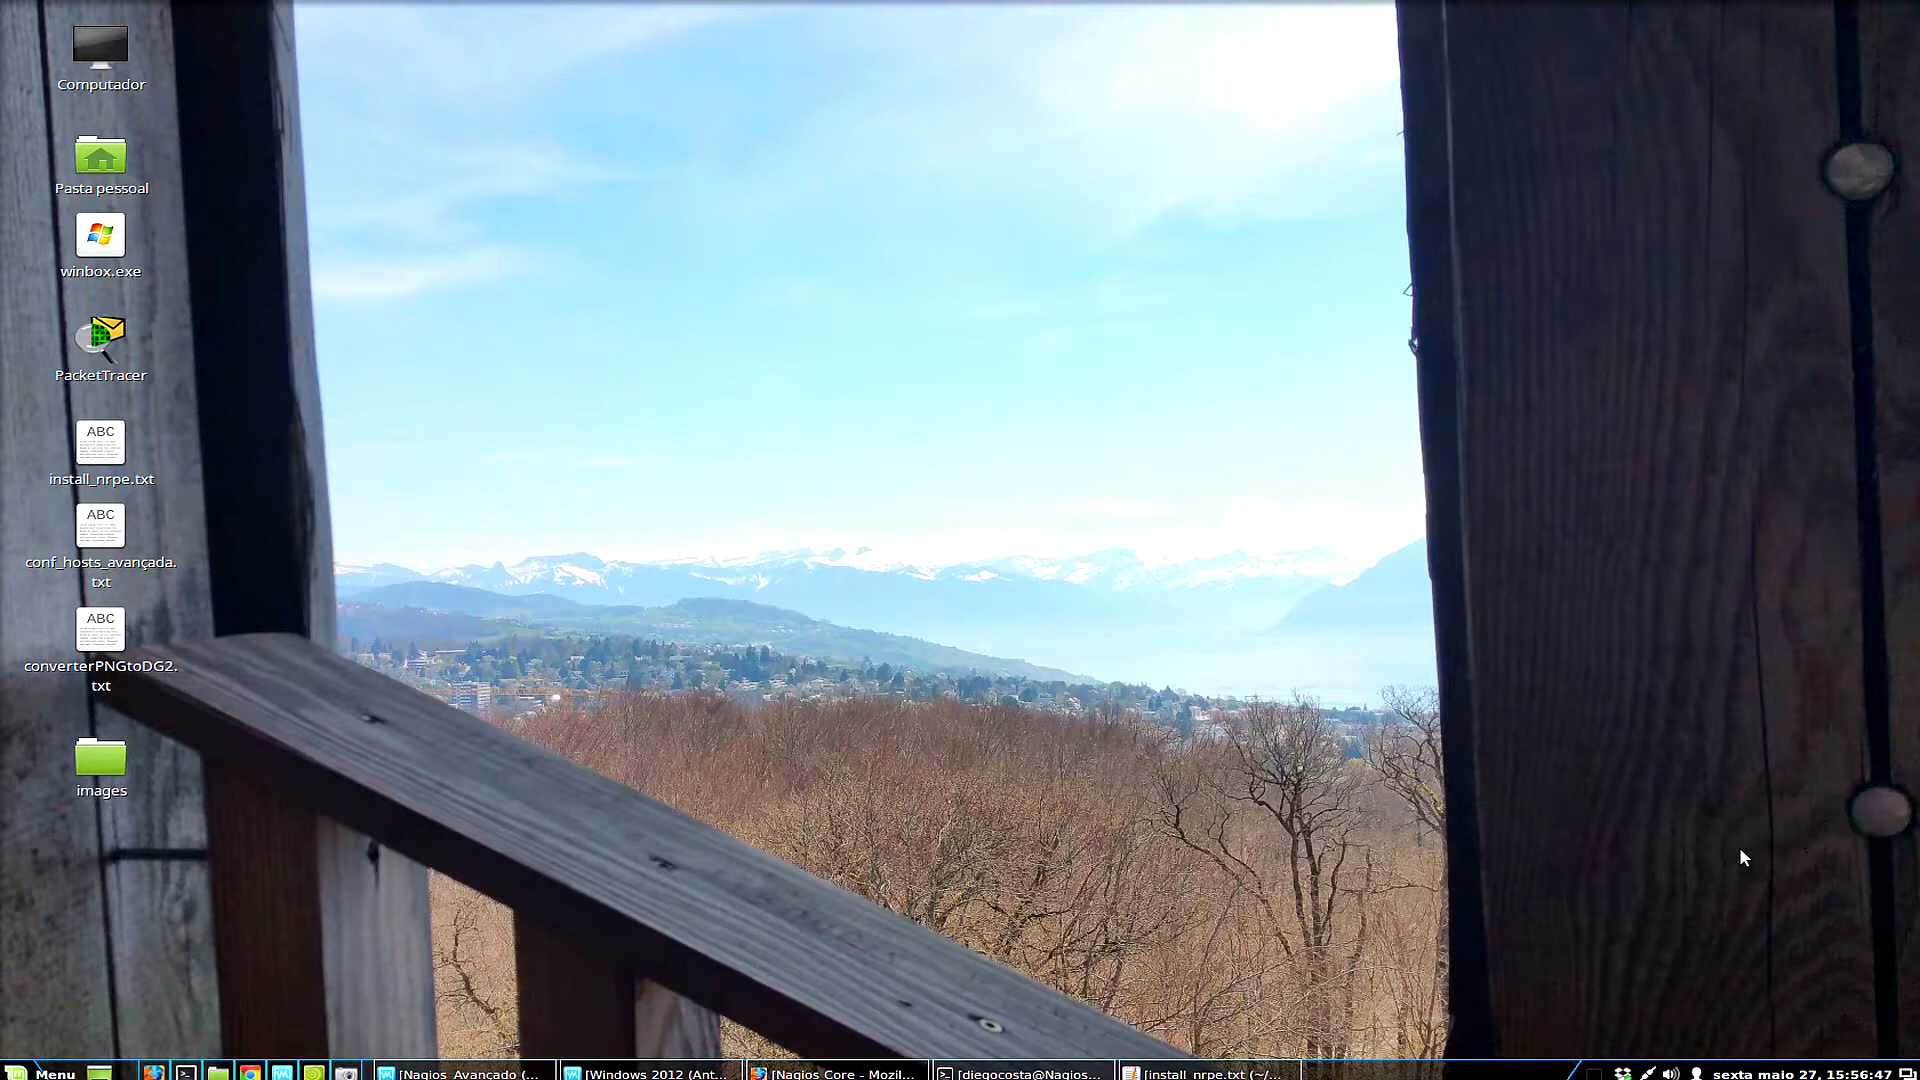 Computador
Pasta pessoal
winbox.exe
PacketTracer
ABC
install_nrpe.txt
ABC
conf_hosts_avançada.
txt
ABC
converterPNGtoDG2.
txt
images
Menu
[Nagios_Avançado (...
[Windows 2012 (Ant...
[Nagios Core - Mozil...
[diegocosta@Nagios...
[install_nrpe.txt (~/...
sexta maio 27, 15:56:47